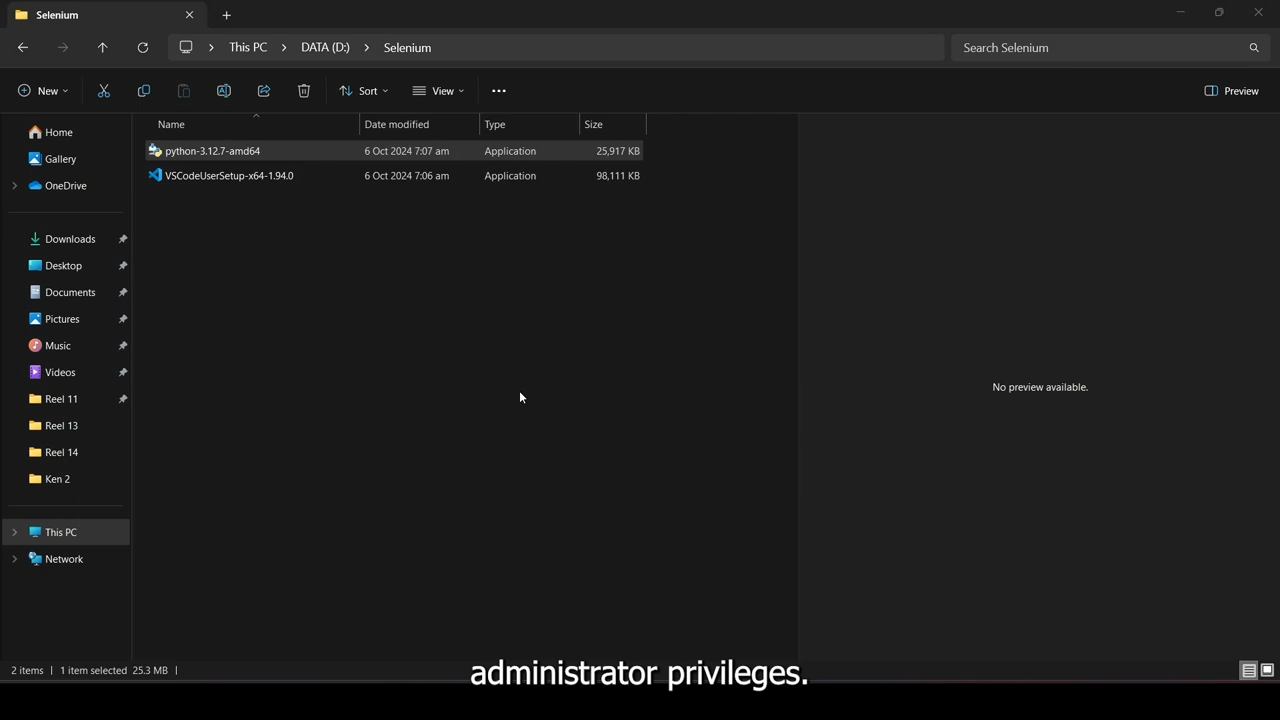 Selenium
This PC
DATA (D:)
Selenium
Search Selenium
New
Sort
View
Preview
Name
Date modified
Type
Size
python-3.12.7-amd64
6 Oct 2024 7:07 am
Application
25,917 KB
VSCodeUserSetup-x64-1.94.0
6 Oct 2024 7:06 am
Application
98,111 KB
Home
Gallery
OneDrive
Downloads
Desktop
Documents
Pictures
Music
Videos
Reel 11
Reel 13
Reel 14
Ken 2
This PC
Network
No preview available.
2 items
1 item selected 25.3 MB
administrator privileges.